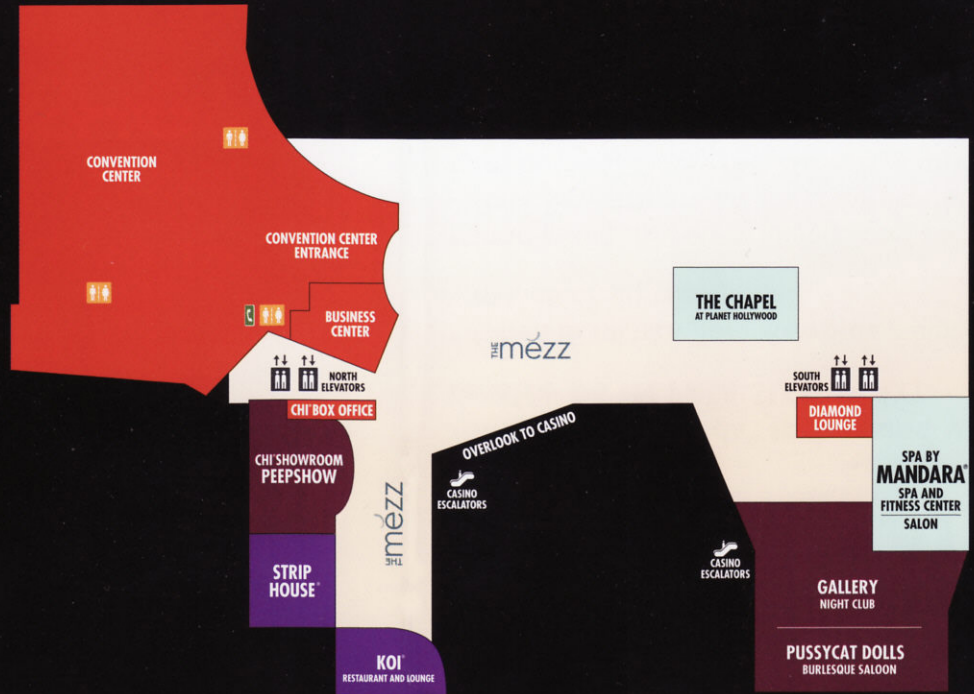 CONVENTION
CENTER
CONVENTION CENTER
ENTRANCE
BUSINESS
CENTER
THE CHAPEL
AT PLANET HOLLYWOOD
THE mezz
NORTH
ELEVATORS
SOUTH
ELEVATORS
CHI BOX OFFICE
DIAMOND
LOUNGE
OVERLOOK TO CASINO
CHI SHOWROOM
PEEPSHOW
SPA BY
MANDARA®
SPA AND
FITNESS CENTER
SALON
CASINO
ESCALATORS
THE mezz
CASINO
ESCALATORS
STRIP
HOUSE®
GALLERY
NIGHT CLUB
KOI®
RESTAURANT AND LOUNGE
PUSSYCAT DOLLS
BURLESQUE SALOON